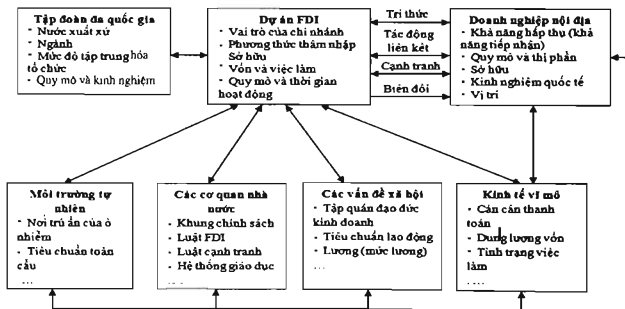 Tập đoàn đa quốc gia
- Nước xuất xứ
- Ngành
- Mức độ tập trung hóa
tổ chức
- Quy mô và kinh nghiệm
Dự án FDI
- Vai trò của chi nhánh
- Phương thức thâm nhập
Sở hữu
- Vốn và việc làm
- Quy mô và thời gian
hoạt động
Tri thức
Tác động
liên kết
Cạnh tranh
Biến đổi
Doanh nghiệp nội địa
- Khả năng hấp thụ (khả
năng tiếp nhận)
- Quy mô và thị phần
- Sở hữu
- Kinh nghiệm quốc tế
- Vị trí
Môi trường tự
nhiên
- Nơi trú ẩn của ô
nhiễm
- Tiêu chuẩn toàn
cầu
....
Các cơ quan nhà
nước
- Khung chính sách
- Luật FDI
- Luật cạnh tranh
- Hệ thống giáo dục
... .
Các vấn đề xã hội
- Tập quán đạo đức
kinh doanh
- Tiêu chuẩn lao động
- Lương (mức lương)
...
Kinh tế vĩ mô
- Cán cân thanh
toán
- Dung lượng vốn
- Tình trạng việc
làm
....